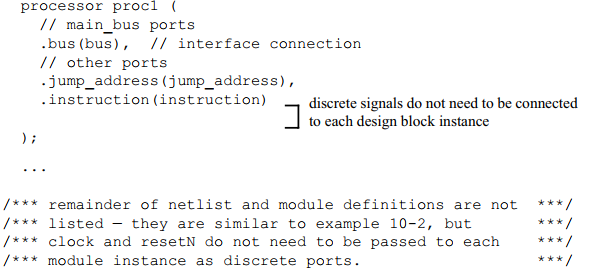 processor proc1 (
// main_bus ports
.bus(bus),  // interface connection
// other ports
.jump_address(jump_address),
.instruction(instruction)
discrete signals do not need to be connected
to each design block instance
);
...
/*** remainder of netlist and module definitions are not  ***/
/*** listed — they are similar to example 10-2, but       ***/
/*** clock and resetN do not need to be passed to each    ***/
/*** module instance as discrete ports.                   ***/